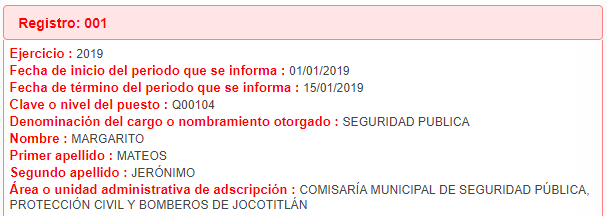 Registro: 001
Ejercicio : 2019
Fecha de inicio del periodo que se informa : 01/01/2019
Fecha de término del periodo que se informa : 15/01/2019
Clave o nivel del puesto : Q00104
Denominación del cargo o nombramiento otorgado : SEGURIDAD PUBLICA
Nombre : MARGARITO
Primer apellido : MATEOS
Segundo apellido : JERÓNIMO
Área o unidad administrativa de adscripción : COMISARÍA MUNICIPAL DE SEGURIDAD PÚBLICA,
PROTECCIÓN CIVIL Y BOMBEROS DE JOCOTITLÁN